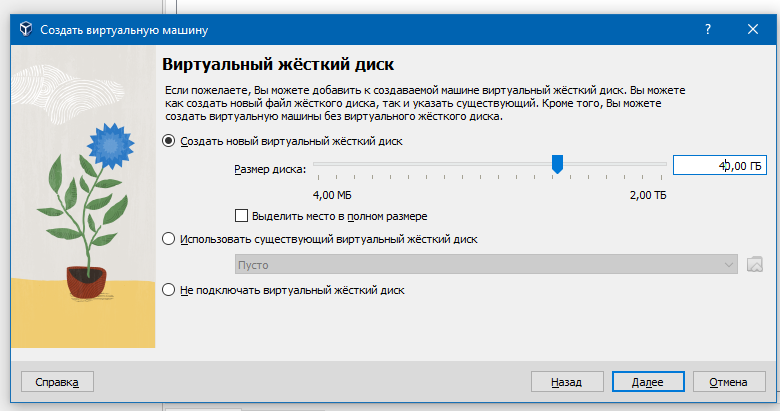 Создать виртуальную машину
?
Виртуальный жёсткий диск
Если пожелаете, Вы можете добавить к создаваемой машине виртуальный жёсткий диск. Вы можете
как создать новый файл жёсткого диска, так и указать существующий. Кроме того, Вы можете
создать виртуальную машины без виртуального жёсткого диска.
Создать новый виртуальный жёсткий диск
Размер диска:
40,00 ГБ
4,00 МБ
2,00 ТБ
Выделить место в полном размере
Использовать существующий виртуальный жёсткий диск
Пусто
Не подключать виртуальный жёсткий диск
Справка
Назад
Далее
Отмена